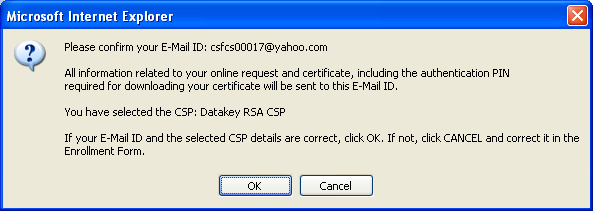 Microsoft Internet Explorer
Please confirm your E-Mail ID: csfcs00017@yahoo.com
All information related to your online request and certificate, including the authentication PIN
required for downloading your certificate will be sent to this E-Mail ID.
You have selected the CSP: Datakey RSA CSP
If your E-Mail ID and the selected CSP details are correct, click OK. If not, click CANCEL and correct it in the
Enrollment Form.
OK
Cancel